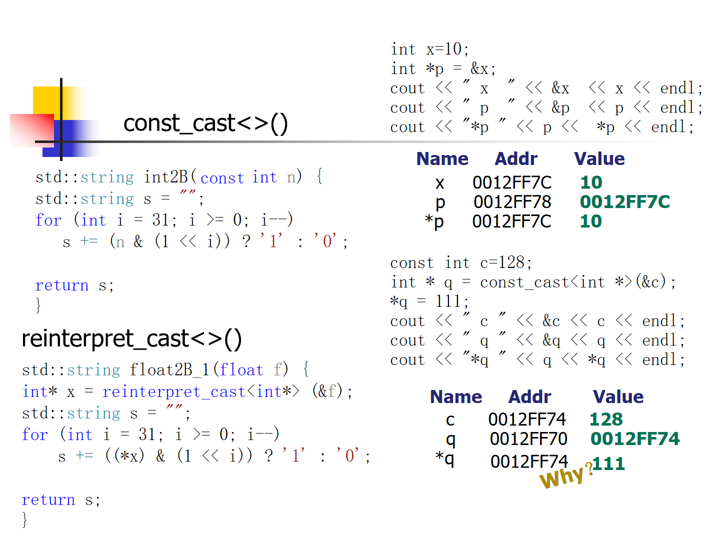 const_cast<>()
std::string int2B(const int n) {
std::string s = "";
for (int i = 31; i >= 0; i--)
s += (n & (1 << i)) ? '1' : '0';
return s;
}
reinterpret_cast<>()
std::string float2B_1(float f) {
int* x = reinterpret_cast<int*> (&f);
std::string s = "";
for (int i = 31; i >= 0; i--)
s += ((*x) & (1 << i)) ? '1' : '0';
return s;
}
int x=10;
int *p = &x;
cout << " x  " << &x  << x << endl;
cout << " p  " << &p  << p << endl;
cout << "*p " << p <<  *p << endl;
Name Addr Value
x 0012FF7C 10
p 0012FF78 0012FF7C
*p 0012FF7C 10
const int c=128;
int * q = const_cast<int *>(&c);
*q = 111;
cout << " c " << &c << c << endl;
cout << " q " << &q << q << endl;
cout << "*q " << q << *q << endl;
Name Addr Value
c 0012FF74 128
q 0012FF70 0012FF74
*q 0012FF74 111
Why?